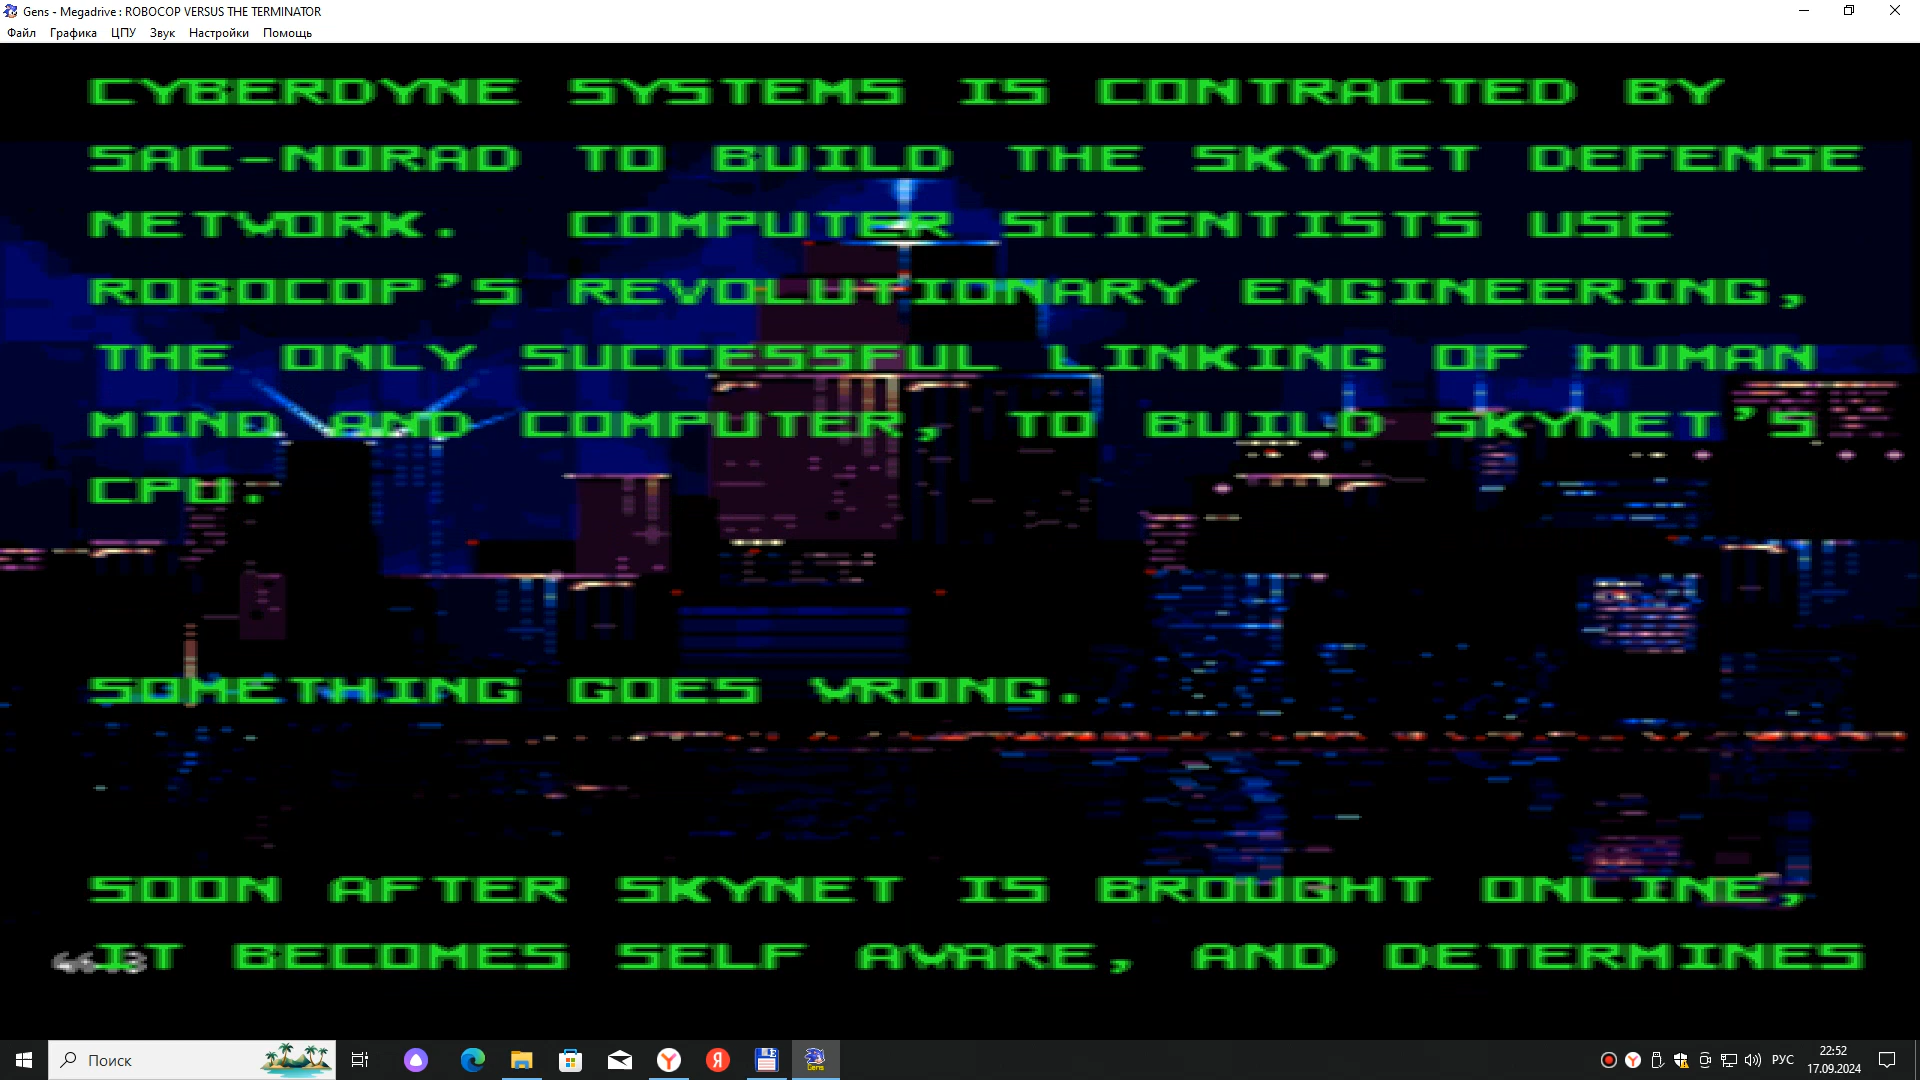 Gens - Megadrive : ROBOCOP VERSUS THE TERMINATOR
Файл Графика ЦПУ Звук Настройки Помощь
CYBERDYNE SYSTEMS IS CONTRACTED BY
SAC-NORAD TO BUILD THE SKYNET DEFENSE
NETWORK. COMPUTER SCIENTISTS USE
ROBOCOP'S REVOLUTIONARY ENGINEERING,
THE ONLY SUCCESSFUL LINKING OF HUMAN
MIND AND COMPUTER, TO BUILD SKYNET'S
CPU.
SOMETHING GOES WRONG.
SOON AFTER SKYNET IS BROUGHT ONLINE,
IT BECOMES SELF AWARE, AND DETERMINES
Поиск
Gens
РУС
22:52
17.09.2024